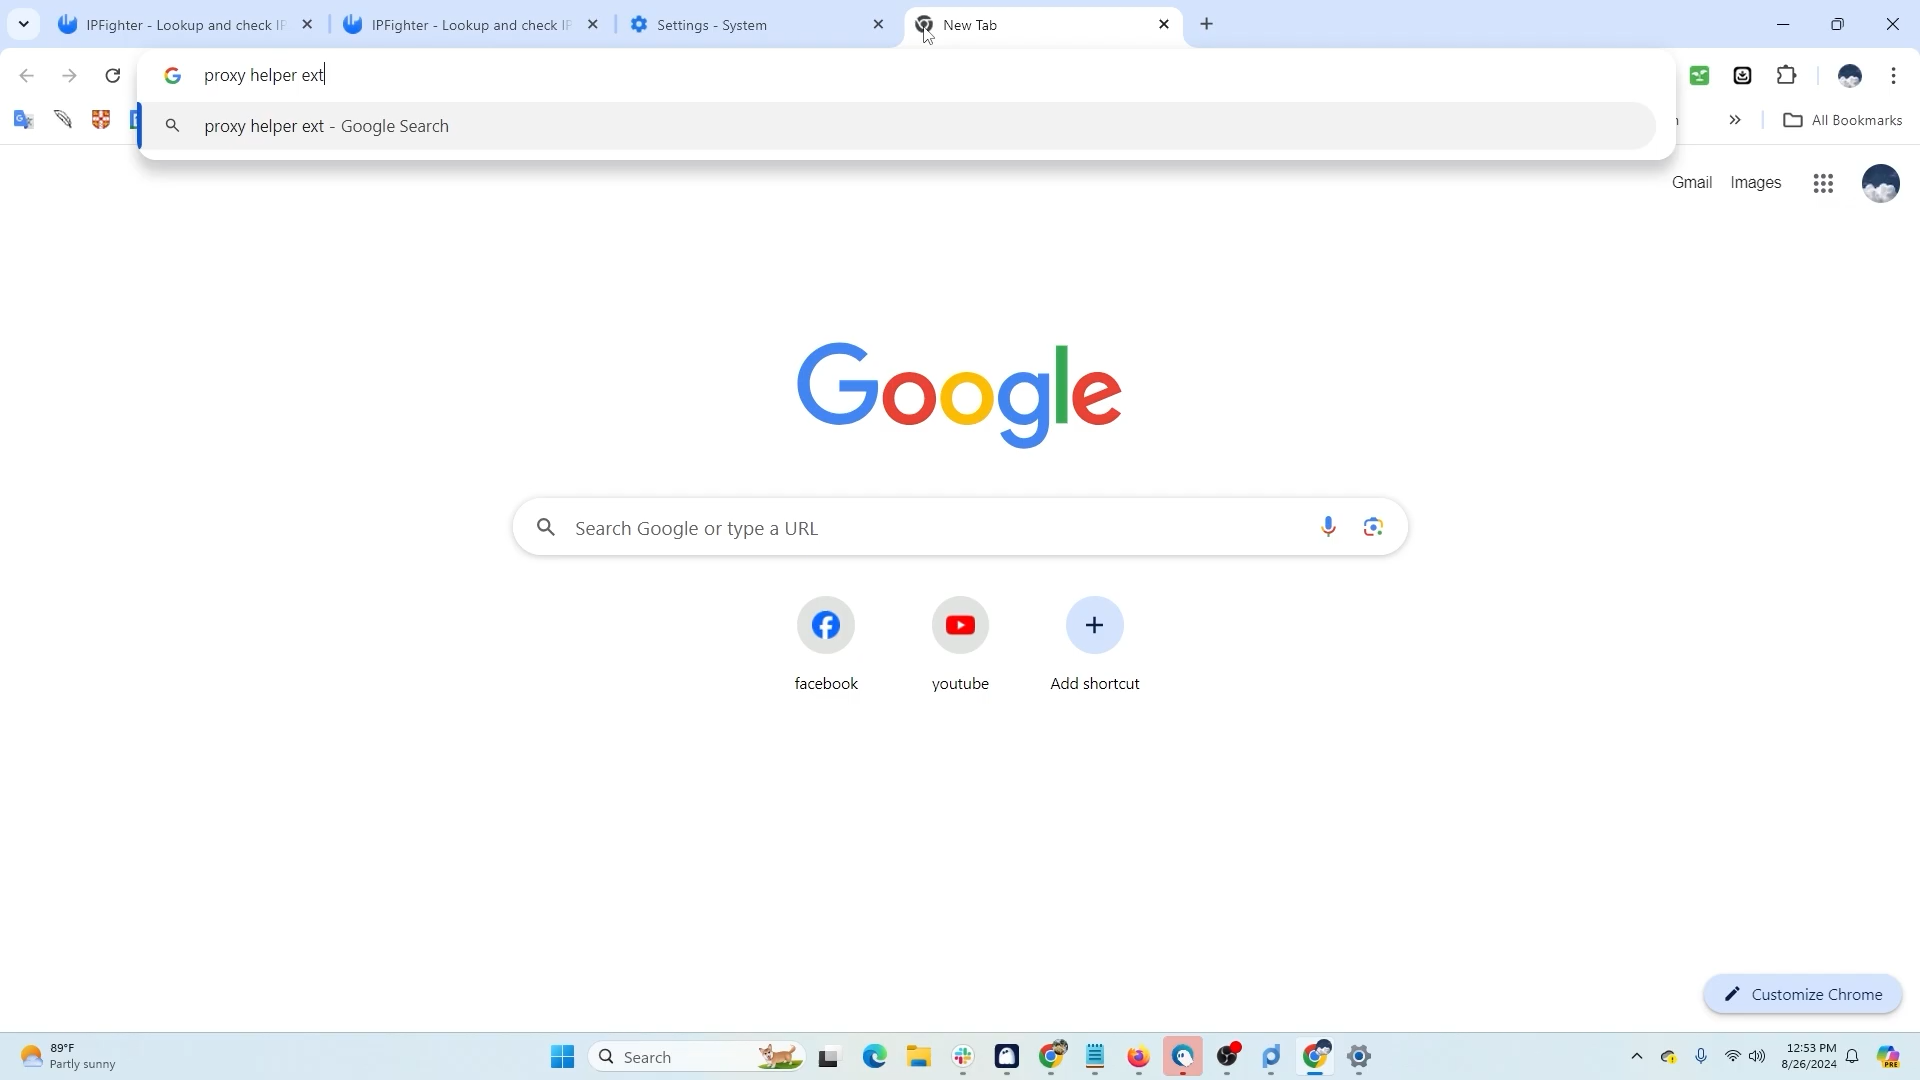 IPFighter - Lookup and check IP
IPFighter - Lookup and check IP
Settings - System
New Tab
proxy helper ext
proxy helper ext - Google Search
All Bookmarks
Gmail
Images
Google
Search Google or type a URL
facebook
youtube
Add shortcut
Customize Chrome
89°F
Partly sunny
Search
12:53 PM
8/26/2024
PRE